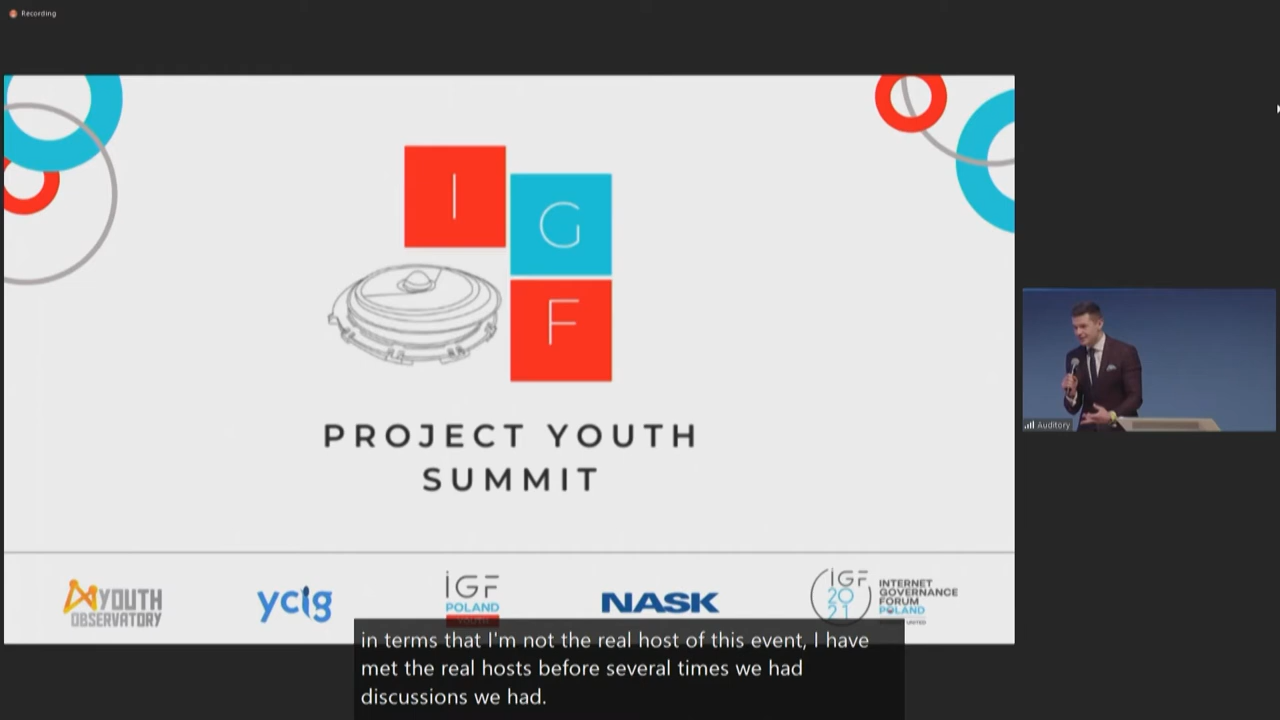 Recording
I
G
F
PROJECT YOUTH
SUMMIT
YOUTH
OBSERVATORY
ycig
IGF
POLAND
NASK
IGF
20
21
INTERNET
GOVERNANCE
FORUM
POLAND
Auditory
in terms that I'm not the real host of this event, I have
met the real hosts before several times we had
discussions we had.